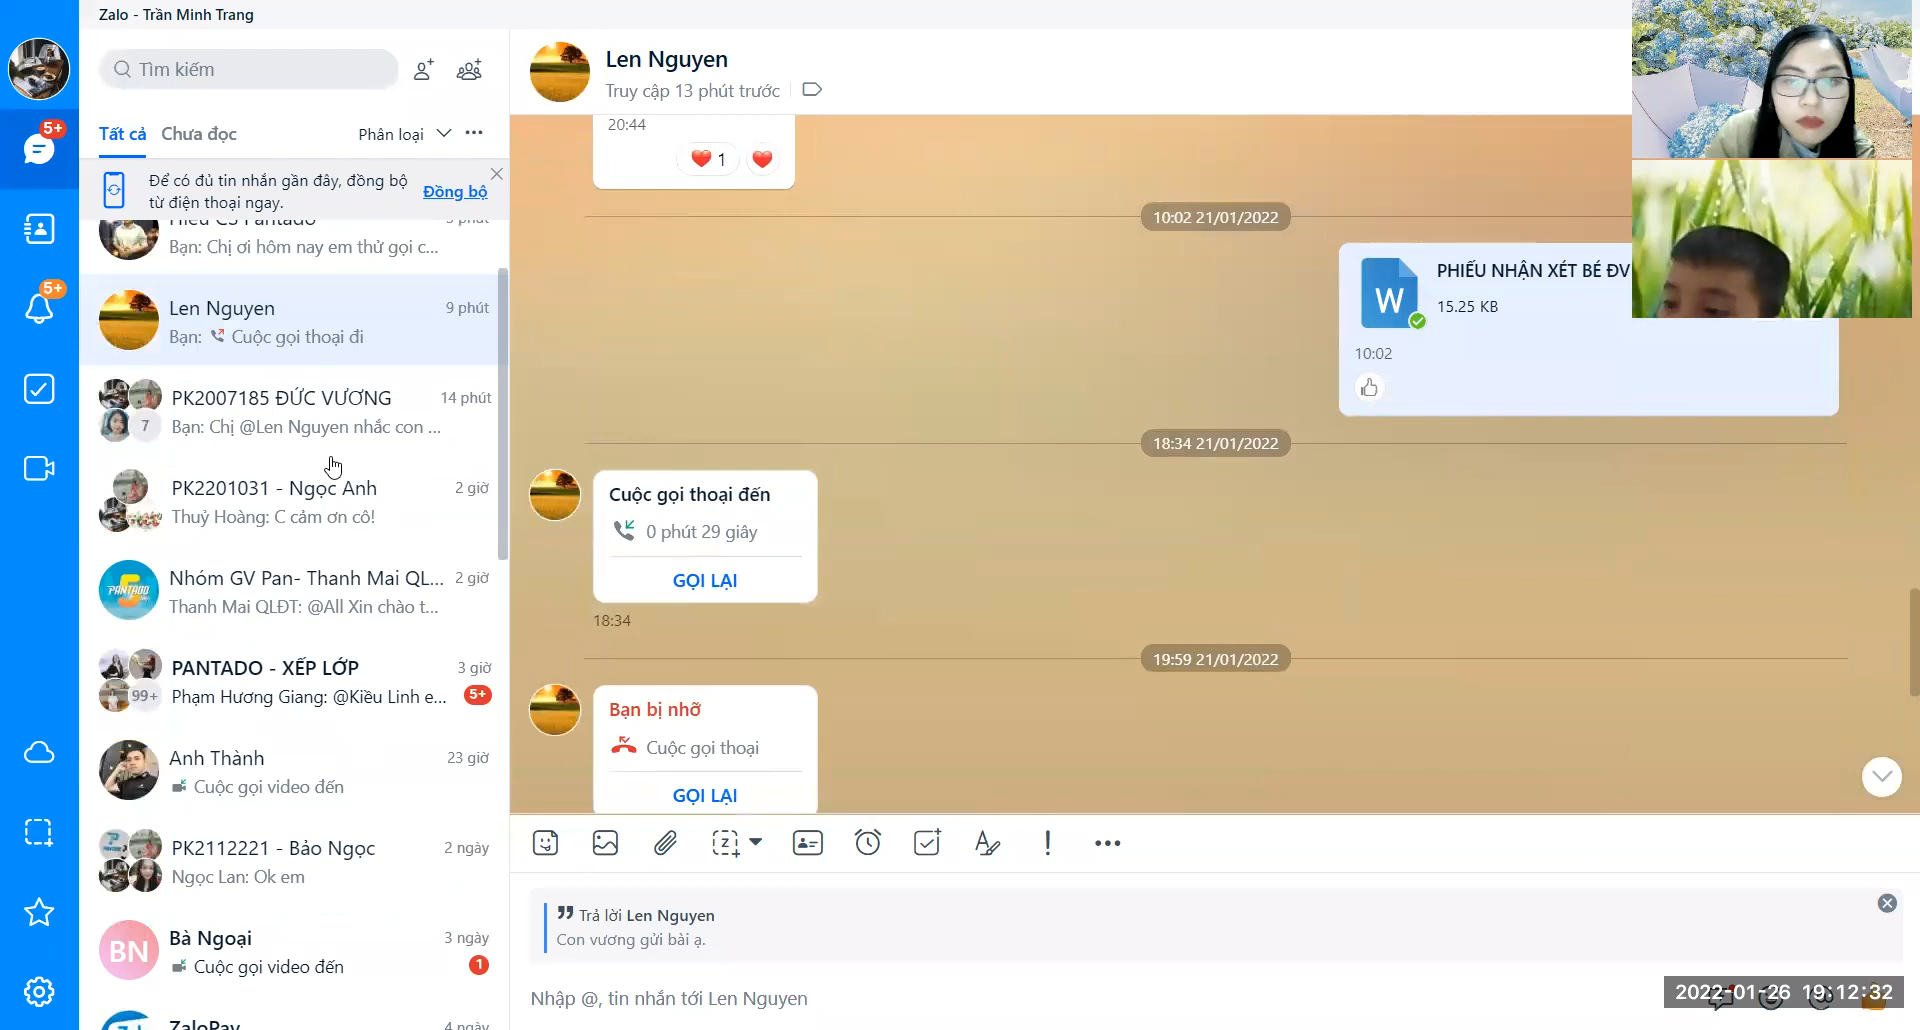 Zalo - Trần Minh Trang
Tìm kiếm
Tất cả Chưa đọc Phân loại
5+
Để có đủ tin nhắn gần đây, đồng bộ
từ điện thoại ngay.
Đồng bộ
Bạn: Chị ơi hôm nay em thử gọi c...
5+
Len Nguyen 9 phút
Bạn: Cuộc gọi thoại đi
PK2007185 ĐỨC VƯƠNG 14 phút
7
Bạn: Chị @Len Nguyen nhắc con ...
PK2201031 - Ngọc Anh 2 giờ
Thuỷ Hoàng: C cảm ơn cô!
PANTADO
Nhóm GV Pan- Thanh Mai QL... 2 giờ
Thanh Mai QLĐT: @All Xin chào t...
PANTADO - XẾP LỚP 3 giờ
99+
Phạm Hương Giang: @Kiều Linh e... 5+
Anh Thành 23 giờ
Cuộc gọi video đến
PK2112221 - Bảo Ngọc 2 ngày
Ngọc Lan: Ok em
BN
Bà Ngoại 3 ngày
Cuộc gọi video đến 1
ZaloPay 4 ngày
Len Nguyen
Truy cập 13 phút trước
20:44
1
10:02 21/01/2022
W
PHIẾU NHẬN XÉT BÉ ĐV
15.25 KB
10:02
18:34 21/01/2022
Cuộc gọi thoại đến
0 phút 29 giây
GỌI LẠI
18:34
19:59 21/01/2022
Bạn bị nhỡ
Cuộc gọi thoại
GỌI LẠI
Trả lời Len Nguyen
Con vương gửi bài ạ.
Nhập @, tin nhắn tới Len Nguyen
2022-01-26 19:12:32